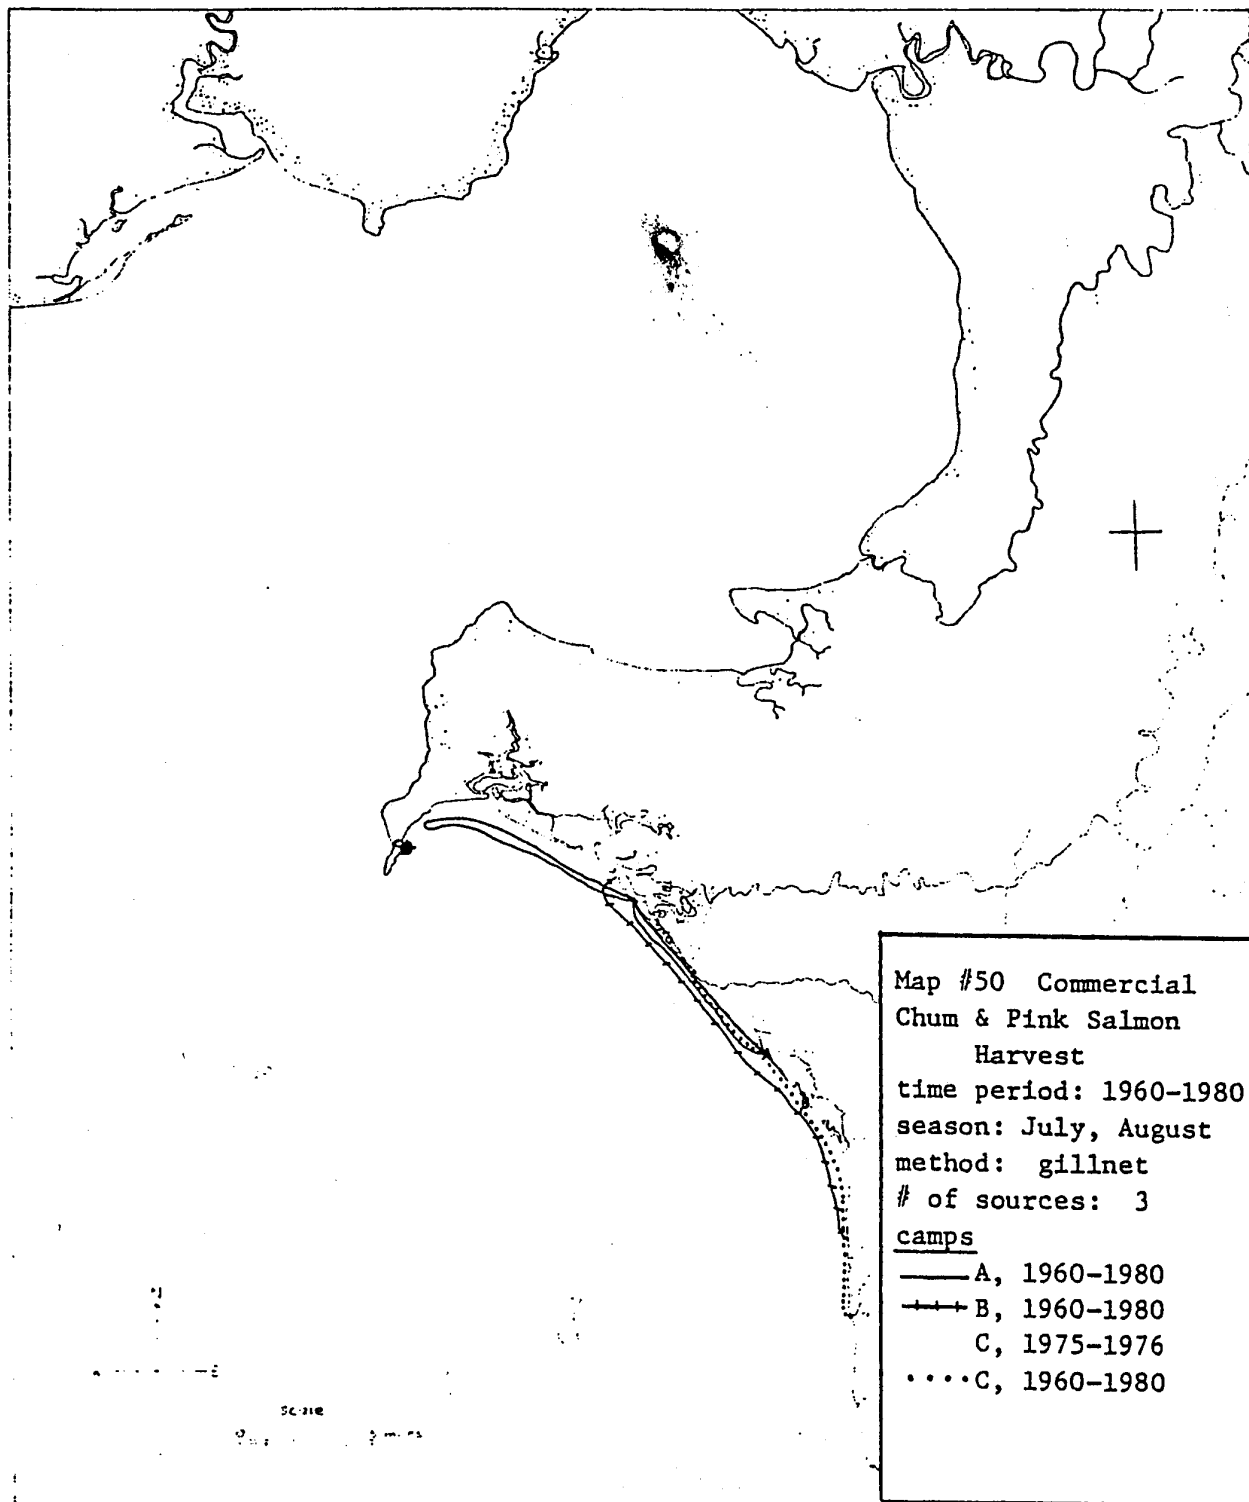 Map #50 Commercial
Chum & Pink Salmon
Harvest
time period: 1960-1980
season: July, August
method: gillnet
# of sources: 3
camps
A, 1960-1980
B, 1960-1980
C, 1975-1976
C, 1960-1980
scale